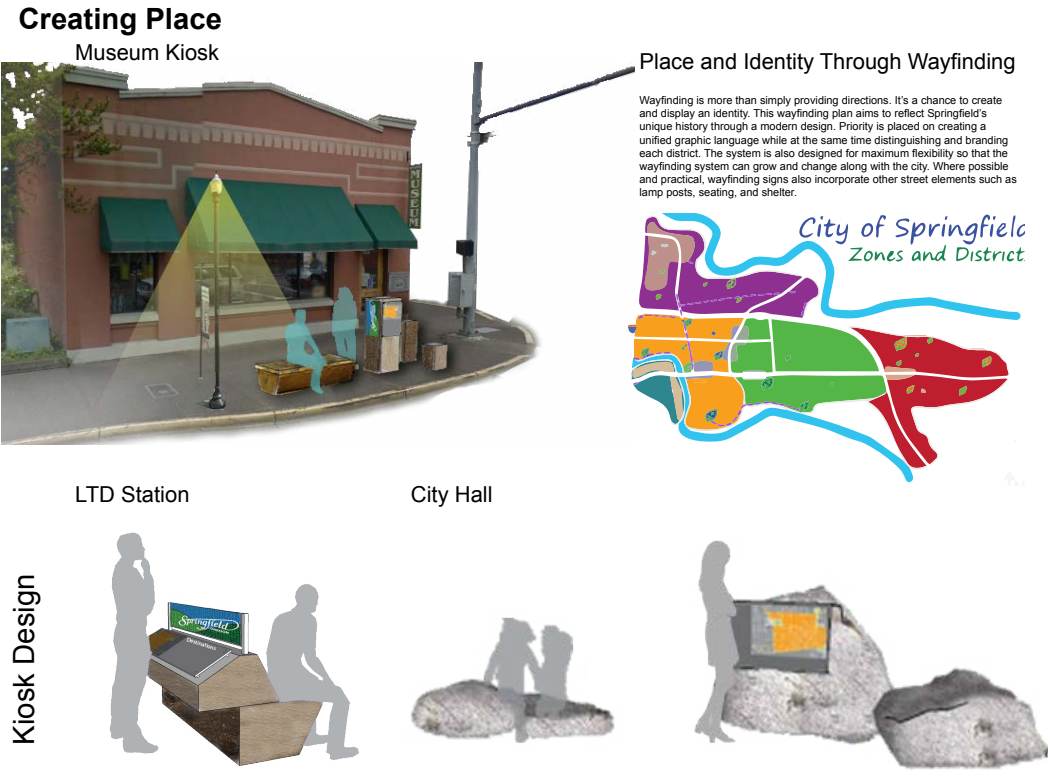 Creating Place
Museum Kiosk
MUSEUM
Place and Identity Through Wayfinding
Wayfinding is more than simply providing directions. It's a chance to create
and display an identity. This wayfinding plan aims to reflect Springfield's
unique history through a modern design. Priority is placed on creating a
unified graphic language while at the same time distinguishing and branding
each district. The system is also designed for maximum flexibility so that the
wayfinding system can grow and change along with the city. Where possible
and practical, wayfinding signs also incorporate other street elements such as
lamp posts, seating, and shelter.
City of Springfield
Zones and District
LTD Station
City Hall
Kiosk Design
Springfield
Destinations